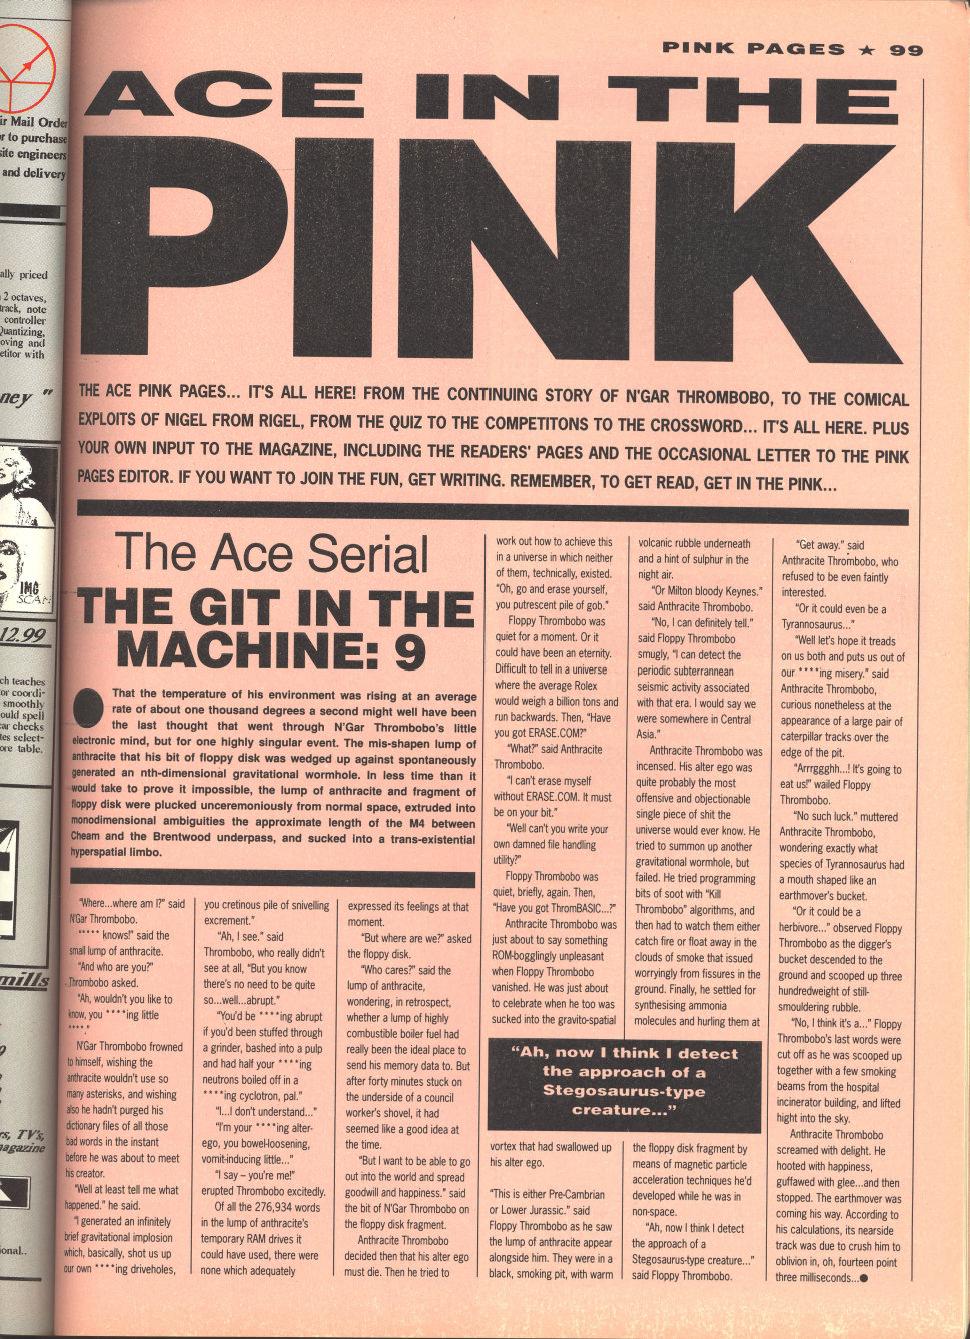 PINK PAGES ★ 99
ACE IN THE
PINK
THE ACE PINK PAGES... IT'S ALL HERE! FROM THE CONTINUING STORY OF N'GAR THROMBOBO, TO THE COMICAL
EXPLOITS OF NIGEL FROM RIGEL, FROM THE QUIZ TO THE COMPETITONS TO THE CROSSWORD... IT'S ALL HERE. PLUS
YOUR OWN INPUT TO THE MAGAZINE, INCLUDING THE READERS' PAGES AND THE OCCASIONAL LETTER TO THE PINK
PAGES EDITOR. IF YOU WANT TO JOIN THE FUN, GET WRITING. REMEMBER, TO GET READ, GET IN THE PINK...
The Ace Serial
THE GIT IN THE
MACHINE: 9
That the temperature of his environment was rising at an average
rate of about one thousand degrees a second might well have been
the last thought that went through N'Gar Thrombobo's little
electronic mind, but for one highly singular event. The mis-shapen lump of
anthracite that his bit of floppy disk was wedged up against spontaneously
generated an nth-dimensional gravitational wormhole. In less time than it
would take to prove it impossible, the lump of anthracite and fragment of
floppy disk were plucked unceremoniously from normal space, extruded into
monodimensional ambiguities the approximate length of the M4 between
Cheam and the Brentwood underpass, and sucked into a trans-existential
hyperspatial limbo.
"Where...where am I?" said
N'Gar Thrombobo.
"**** knows!" said the
small lump of anthracite.
"And who are you?"
Thrombobo asked.
"Ah, wouldn't you like to
know, you ****ing little
****."
N'Gar Thrombobo frowned
to himself, wishing the
anthracite wouldn't use so
many asterisks, and wishing
also he hadn't purged his
dictionary files of all those
bad words in the instant
before he was about to meet
his creator.
"Well at least tell me what
happened." he said.
"I generated an infinitely
brief gravitational implosion
which, basically, shot us up
our own ****ing driveholes,
you cretinous pile of snivelling
excrement."
"Ah, I see." said
Thrombobo, who really didn't
see at all, "But you know
there's no need to be quite
so...well...abrupt."
"You'd be ****ing abrupt
if you'd been stuffed through
a grinder, bashed into a pulp
and had half your ****ing
neutrons boiled off in a
****ing cyclotron, pal."
"I...I don't understand..."
"I'm your ****ing alter-
ego, you bowel-loosening,
vomit-inducing little..."
"I say – you're me!"
erupted Thrombobo excitedly.
Of all the 276,934 words
in the lump of anthracite's
temporary RAM drives it
could have used, there were
none which adequately
expressed its feelings at that
moment.
"But where are we?" asked
the floppy disk.
"Who cares?" said the
lump of anthracite,
wondering, in retrospect,
whether a lump of highly
combustible boiler fuel had
really been the ideal place to
send his memory data to. But
after forty minutes stuck on
the underside of a council
worker's shovel, it had
seemed like a good idea at
the time.
"But I want to be able to go
out into the world and spread
goodwill and happiness." said
the bit of N'Gar Thrombobo on
the floppy disk fragment.
Anthracite Thrombobo
decided then that his alter ego
must die. Then he tried to
work out how to achieve this
in a universe in which neither
of them, technically, existed.
"Oh, go and erase yourself,
you putrescent pile of gob."
Floppy Thrombobo was
quiet for a moment. Or it
could have been an eternity.
Difficult to tell in a universe
where the average Rolex
would weigh a billion tons and
run backwards. Then, "Have
you got ERASE.COM?"
"What?" said Anthracite
Thrombobo.
"I can't erase myself
without ERASE.COM. It must
be on your bit."
"Well can't you write your
own damned file handling
utility?"
Floppy Thrombobo was
quiet, briefly, again. Then,
"Have you got ThromBASIC...?"
Anthracite Thrombobo was
just about to say something
ROM-bogglingly unpleasant
when Floppy Thrombobo
vanished. He was just about
to celebrate when he too was
sucked into the gravito-spatial
vortex that had swallowed up
his alter ego.
"This is either Pre-Cambrian
or Lower Jurassic." said
Floppy Thrombobo as he saw
the lump of anthracite appear
alongside him. They were in a
black, smoking pit, with warm
volcanic rubble underneath
and a hint of sulphur in the
night air.
"Or Milton bloody Keynes."
said Anthracite Thrombobo.
"No, I can definitely tell."
said Floppy Thrombobo
smugly, "I can detect the
periodic subterrannean
seismic activity associated
with that era. I would say we
were somewhere in Central
Asia."
Anthracite Thrombobo was
incensed. His alter ego was
quite probably the most
offensive and objectionable
single piece of shit the
universe would ever know. He
tried to summon up another
gravitational wormhole, but
failed. He tried programming
bits of soot with "Kill
Thrombobo" algorithms, and
then had to watch them either
catch fire or float away in the
clouds of smoke that issued
worryingly from fissures in the
ground. Finally, he settled for
synthesising ammonia
molecules and hurling them at
"Ah, now I think I detect
the approach of a
Stegosaurus-type
creature..."
the floppy disk fragment by
means of magnetic particle
acceleration techniques he'd
developed while he was in
non-space.
"Ah, now I think I detect
the approach of a
Stegosaurus-type creature..."
said Floppy Thrombobo.
"Get away." said
Anthracite Thrombobo, who
refused to be even faintly
interested.
"Or it could even be a
Tyrannosaurus..."
"Well let's hope it treads
on us both and puts us out of
our ****ing misery." said
Anthracite Thrombobo,
curious nonetheless at the
appearance of a large pair of
caterpillar tracks over the
edge of the pit.
"Arrrggghh...! It's going to
eat us!" wailed Floppy
Thrombobo.
"No such luck." muttered
Anthracite Thrombobo,
wondering exactly what
species of Tyrannosaurus had
a mouth shaped like an
earthmover's bucket.
"Or it could be a
herbivore..." observed Floppy
Thrombobo as the digger's
bucket descended to the
ground and scooped up three
hundredweight of still-
smouldering rubble.
"No, I think it's a..." Floppy
Thrombobo's last words were
cut off as he was scooped up
together with a few smoking
beams from the hospital
incinerator building, and lifted
hight into the sky.
Anthracite Thrombobo
screamed with delight. He
hooted with happiness,
guffawed with glee...and then
stopped. The earthmover was
coming his way. According to
his calculations, its nearside
track was due to crush him to
oblivion in, oh, fourteen point
three milliseconds...●
ir Mail Order
or to purchase
site engineers
and delivery
ally priced
2 octaves,
track, note
controller
Quantizing,
oving and
etitor with
ney "
IMG
SCAN
12.99
ch teaches
or coordi-
smoothly
ould spell
ear checks
tes select-
ore table.
mills
rs, TV's,
magazine
ional..